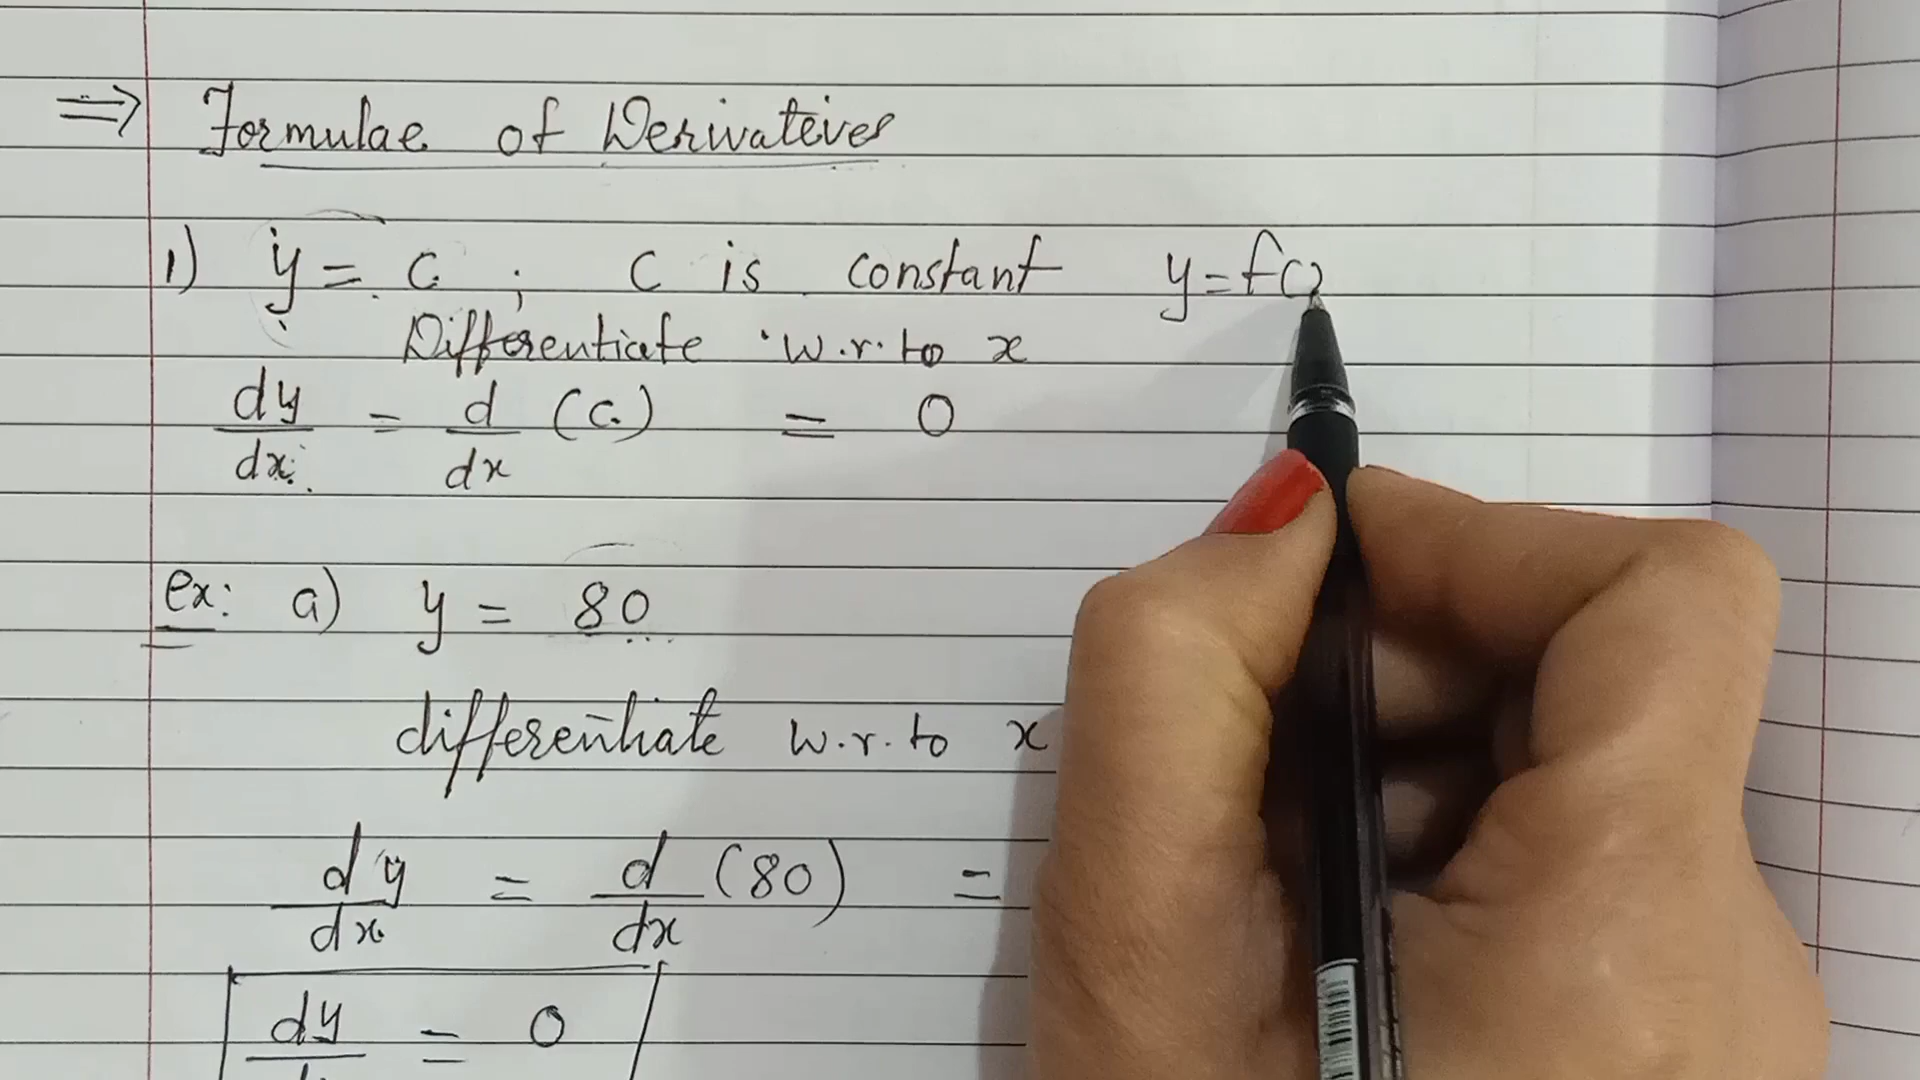 ⇒ Formulae of Derivatives
1) y = c ; c is constant y = f(
Differentiate w.r. to x
dy/dx = d/dx (c) = 0
ex: a) y = 80
differentiate w.r. to x
dy/dx = d/dx (80) =
dy = 0